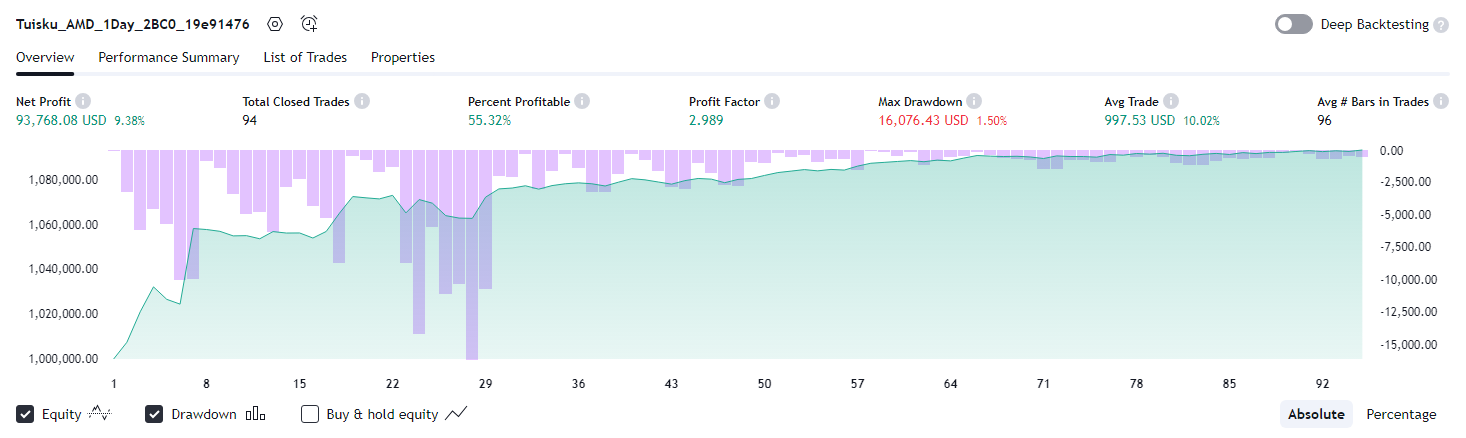 Tuisku_AMD_1Day_2BC0_19e91476 Deep Backtesting
Overview Performance Summary List of Trades Properties
Net Profit Total Closed Trades Percent Profitable Profit Factor Max Drawdown Avg Trade Avg # Bars in Trades
93,768.08 USD 9.38% 94 55.32% 2.989 16,076.43 USD 1.50% 997.53 USD 10.02% 96
0.00
1,080,000.00 -2,500.00
-5,000.00
1,060,000.00
-7,500.00
1,040,000.00
-10,000.00
1,020,000.00 -12,500.00
-15,000.00
1,000,000.00
1 8 15 22 29 36 43 50 57 64 71 78 85 92
Equity Drawdown Buy & hold equity Absolute Percentage